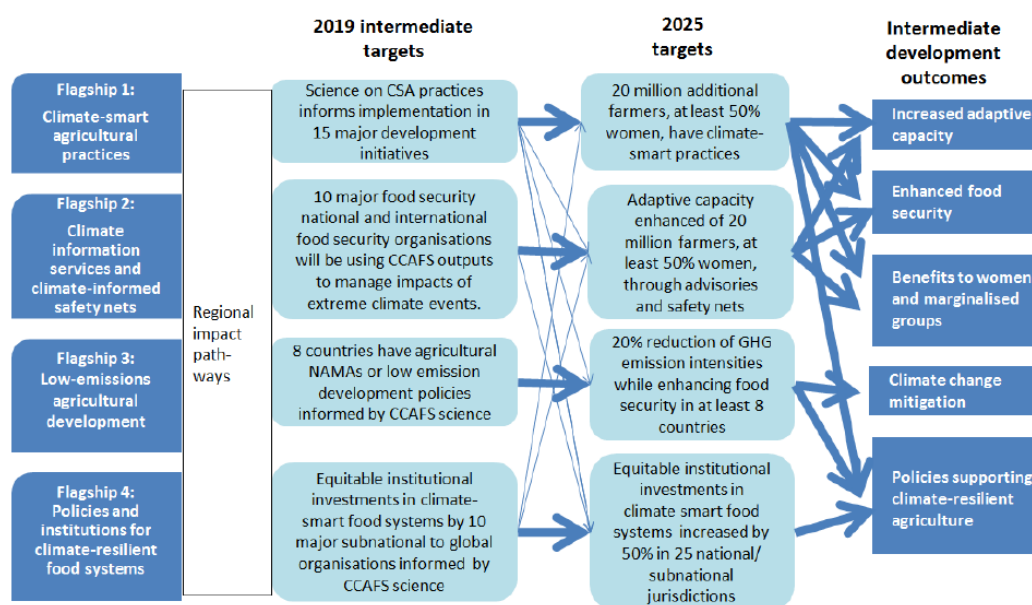 2019 intermediate
targets
2025
targets
Intermediate
development
outcomes
Flagship 1:
Climate-smart
agricultural
practices
Flagship 2:
Climate
information
services and
climate-informed
safety nets
Flagship 3:
Low-emissions
agricultural
development
Flagship 4:
Policies and
institutions for
climate-resilient
food systems
Regional
impact
path-
ways
Science on CSA practices
informs implementation in
15 major development
initiatives
10 major food security
national and international
food security organisations
will be using CCAFS outputs
to manage impacts of
extreme climate events.
8 countries have agricultural
NAMAs or low emission
development policies
informed by CCAFS science
Equitable institutional
investments in climate-
smart food systems by 10
major subnational to global
organisations informed by
CCAFS science
20 million additional
farmers, at least 50%
women, have climate-
smart practices
Adaptive capacity
enhanced of 20
million farmers, at
least 50% women,
through advisories
and safety nets
20% reduction of GHG
emission intensities
while enhancing food
security in at least 8
countries
Equitable institutional
investments in
climate smart food
systems increased by
50% in 25 national/
subnational
jurisdictions
Increased adaptive
capacity
Enhanced food
security
Benefits to women
and marginalised
groups
Climate change
mitigation
Policies supporting
climate-resilient
agriculture